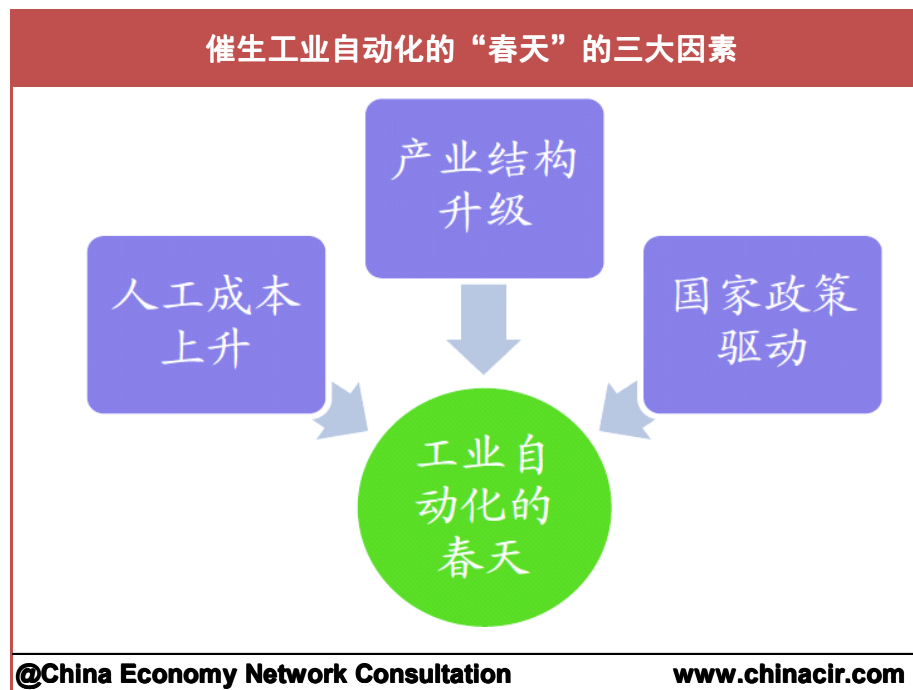 催生工业自动化的“春天”的三大因素
产业结构
升级
人工成本
上升
国家政策
驱动
工业自
动化的
春天
@China Economy Network Consultation
www.chinacir.com